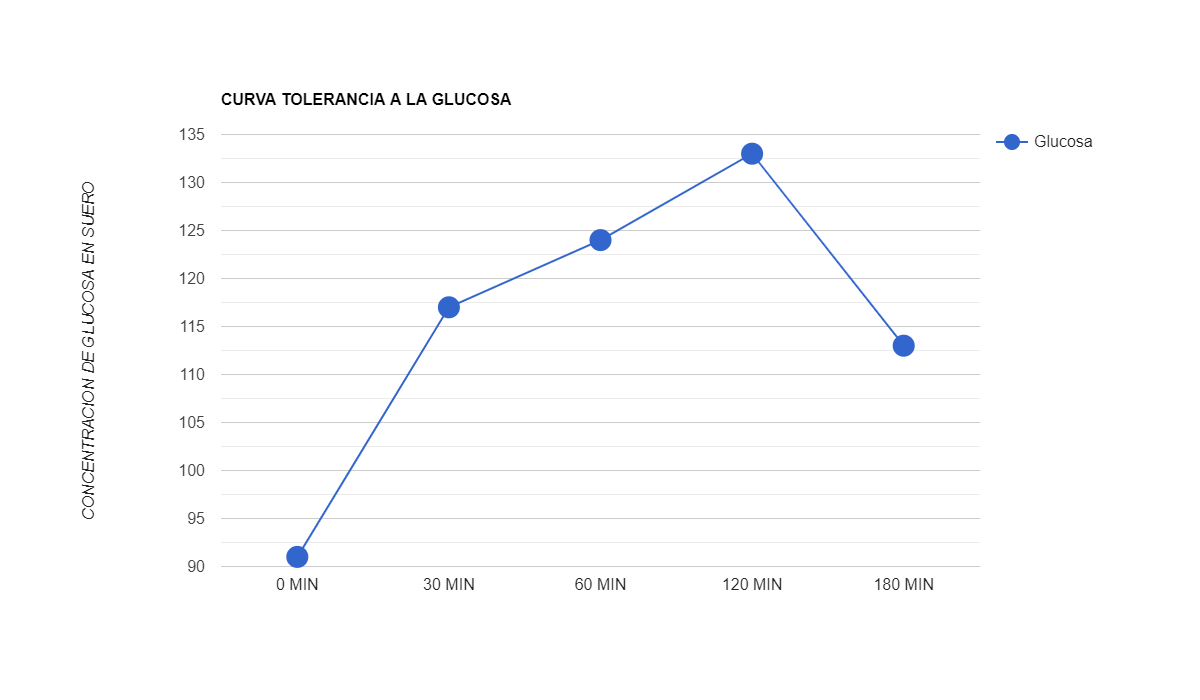 CURVA TOLERANCIA A LA GLUCOSA
135
130
125
120
115
110
105
100
95
90
CONCENTRACION DE GLUCOSA EN SUERO
0 MIN
30 MIN
60 MIN
120 MIN
180 MIN
Glucosa